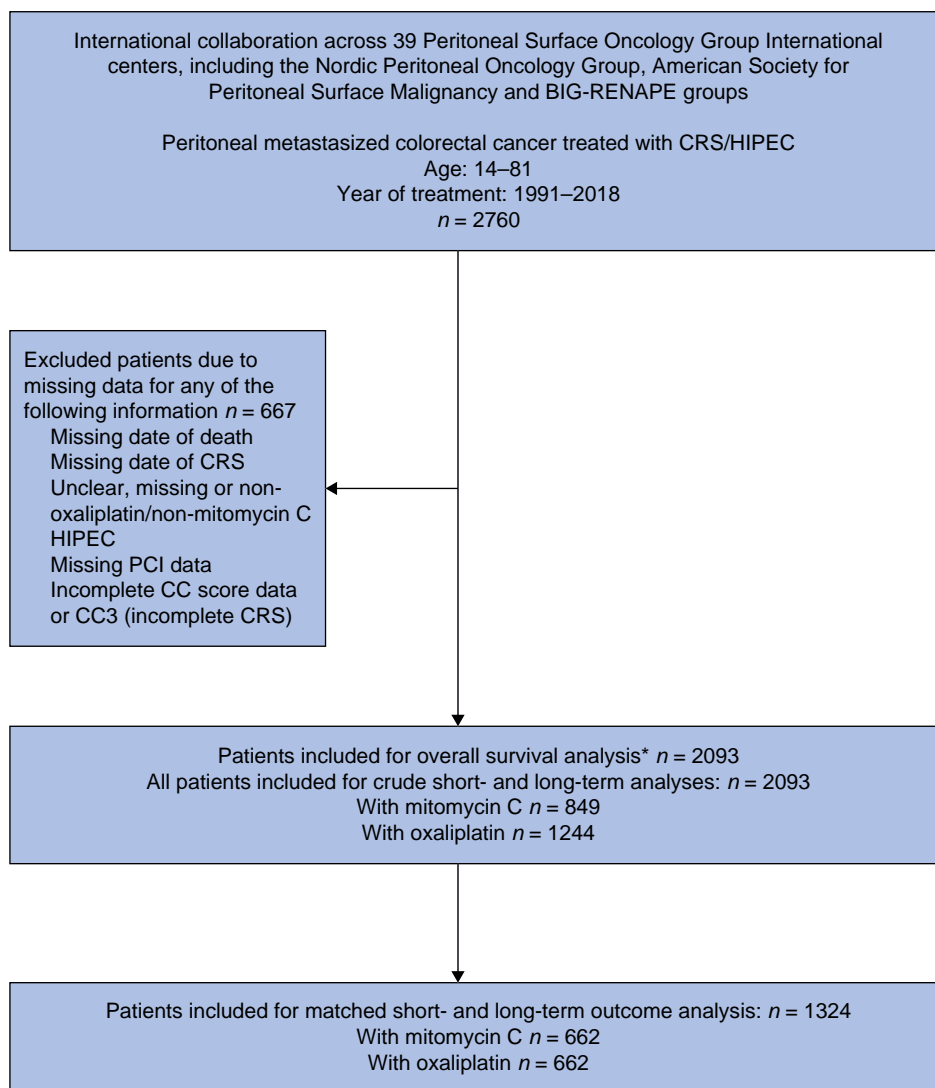 International collaboration across 39 Peritoneal Surface Oncology Group International
centers, including the Nordic Peritoneal Oncology Group, American Society for
Peritoneal Surface Malignancy and BIG-RENAPE groups
Peritoneal metastasized colorectal cancer treated with CRS/HIPEC
Age: 14–81
Year of treatment: 1991–2018
n = 2760
Excluded patients due to
missing data for any of the
following information n = 667
Missing date of death
Missing date of CRS
Unclear, missing or non-
oxaliplatin/non-mitomycin C
HIPEC
Missing PCI data
Incomplete CC score data
or CC3 (incomplete CRS)
Patients included for overall survival analysis* n = 2093
All patients included for crude short- and long-term analyses: n = 2093
With mitomycin C n = 849
With oxaliplatin n = 1244
Patients included for matched short- and long-term outcome analysis: n = 1324
With mitomycin C n = 662
With oxaliplatin n = 662